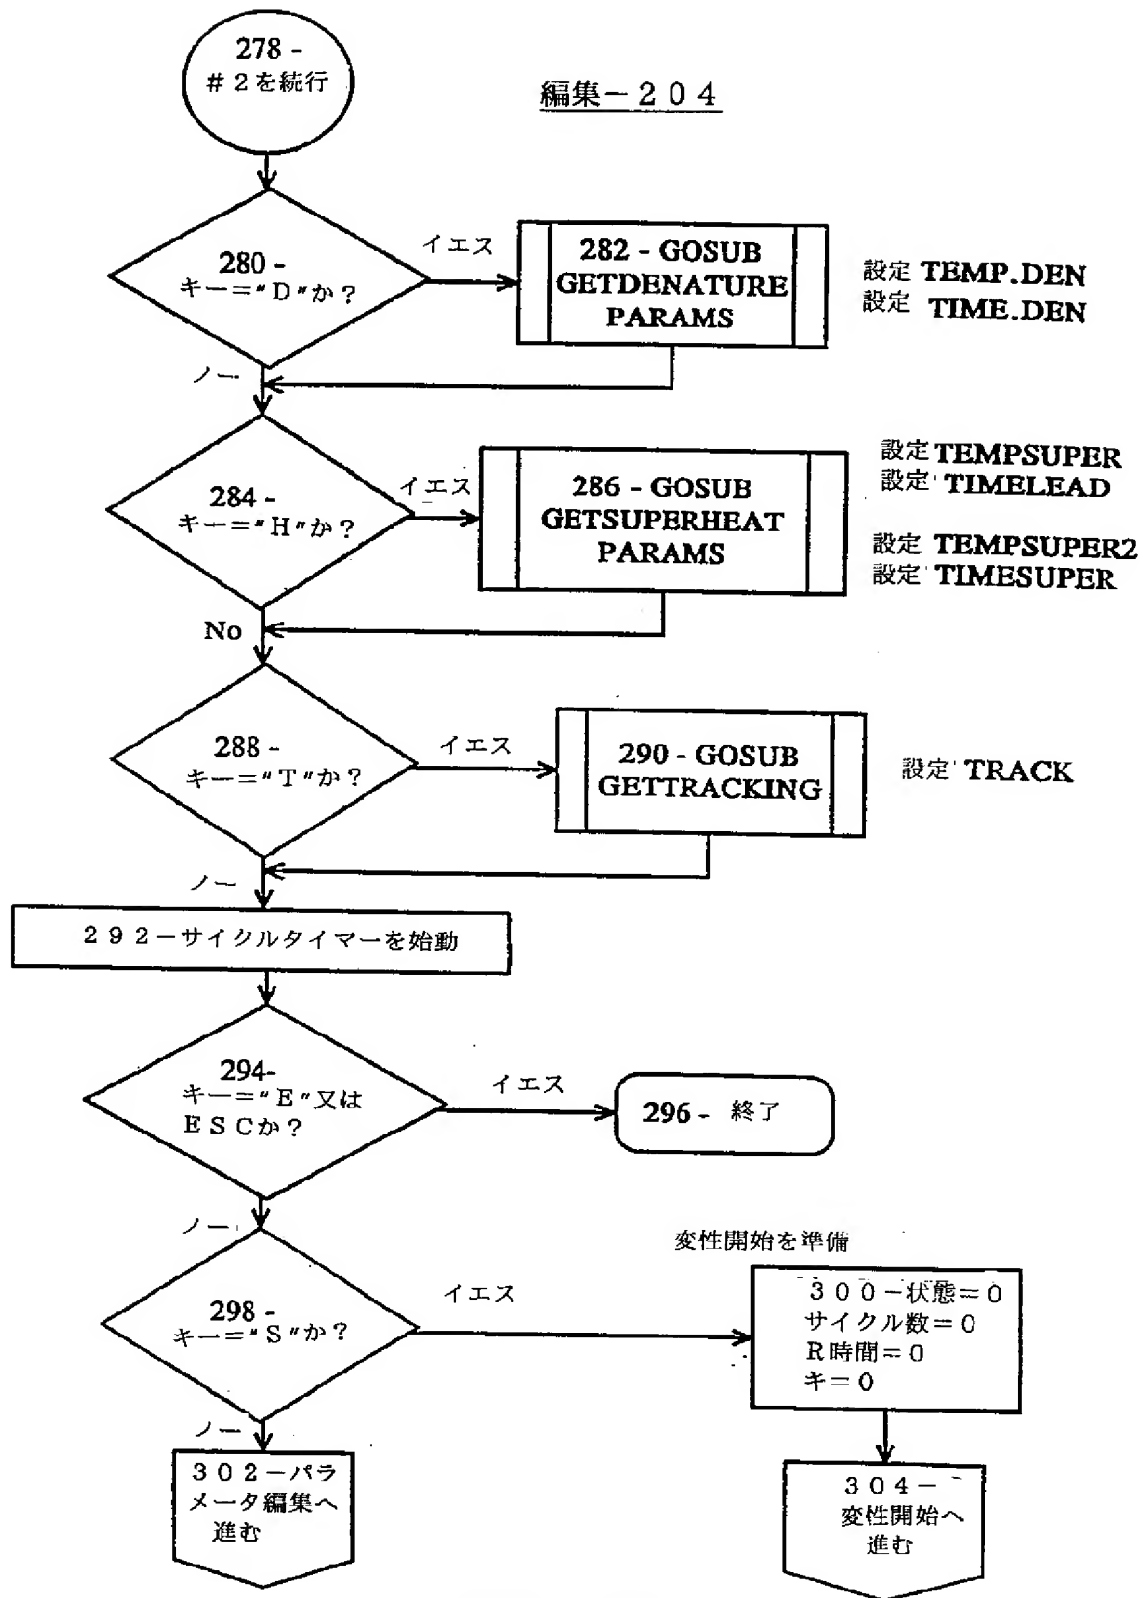 278 -
＃２を続行
編集－２０４
280 -
キー＝"D"か？
イエス
282 - GOSUB
GETDENATURE
PARAMS
設定 TEMP.DEN
設定 TIME.DEN
ノー
284 -
キー＝"H"か？
イエス
286 - GOSUB
GETSUPERHEAT
PARAMS
設定 TEMPSUPER
設定 TIMELEAD
設定 TEMPSUPER2
設定 TIMESUPER
No
288 -
キー＝"T"か？
イエス
290 - GOSUB
GETTRACKING
設定 TRACK
ノー
２９２－サイクルタイマーを始動
294-
キー＝"E"又は
ＥＳＣか？
イエス
296 - 終了
ノー
298 -
キー＝"S"か？
イエス
変性開始を準備
３００－状態＝０
サイクル数＝０
Ｒ時間＝０
キ＝０
ノー
３０２－パラ
メータ編集へ
進む
３０４－
変性開始へ
進む